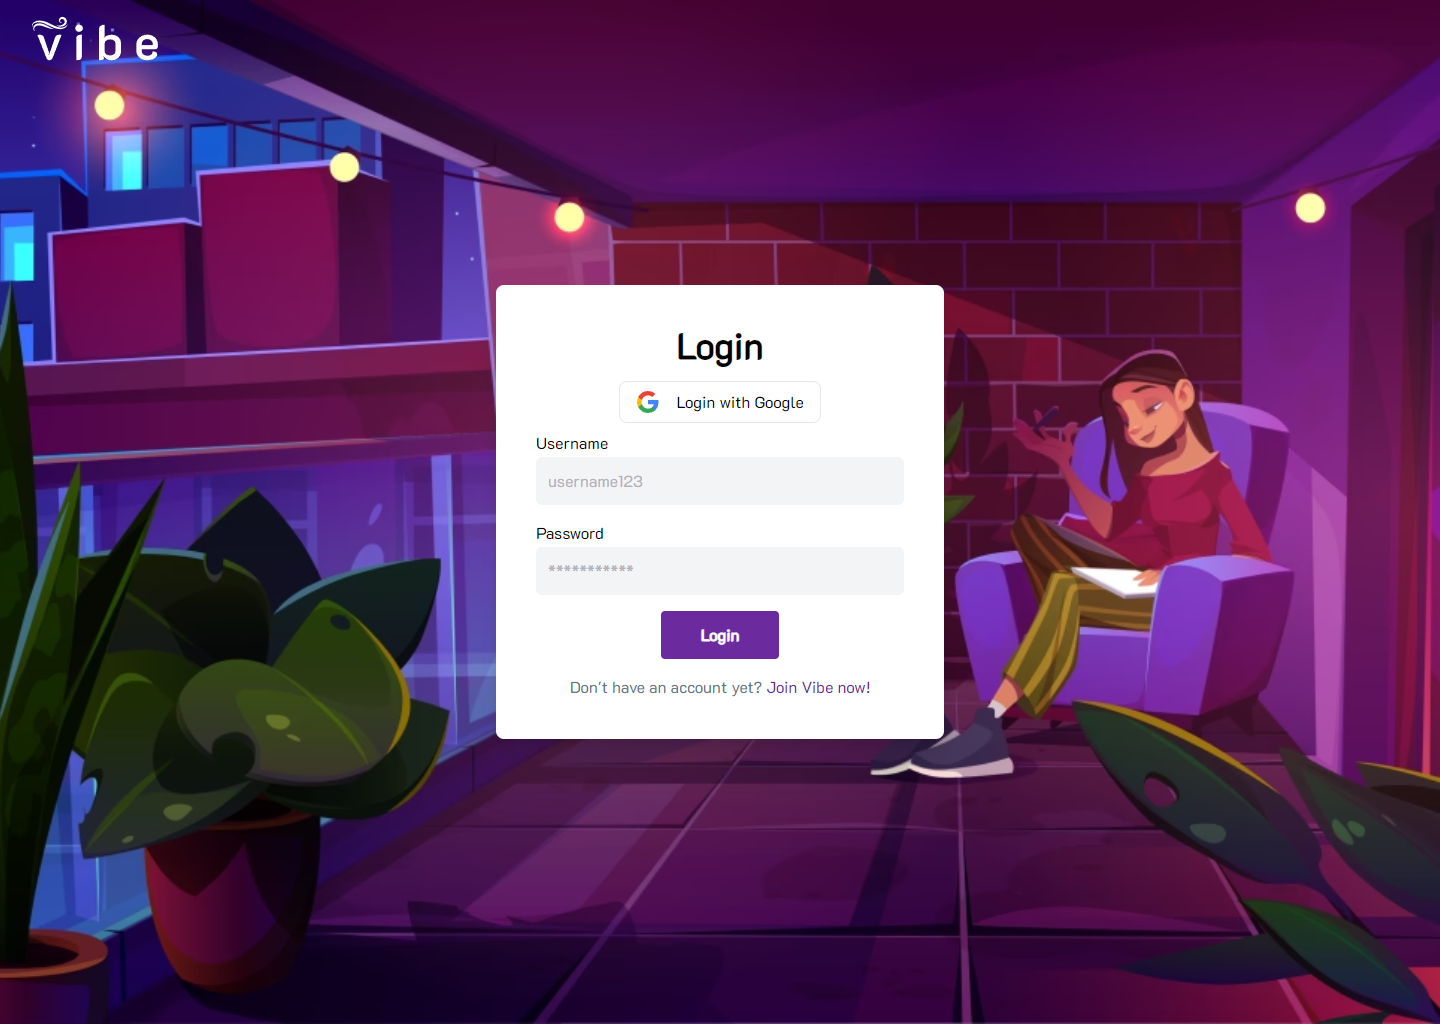 vibe
Login
Login with Google
Username
username123
Password
***********
Login
Don't have an account yet? Join Vibe now!